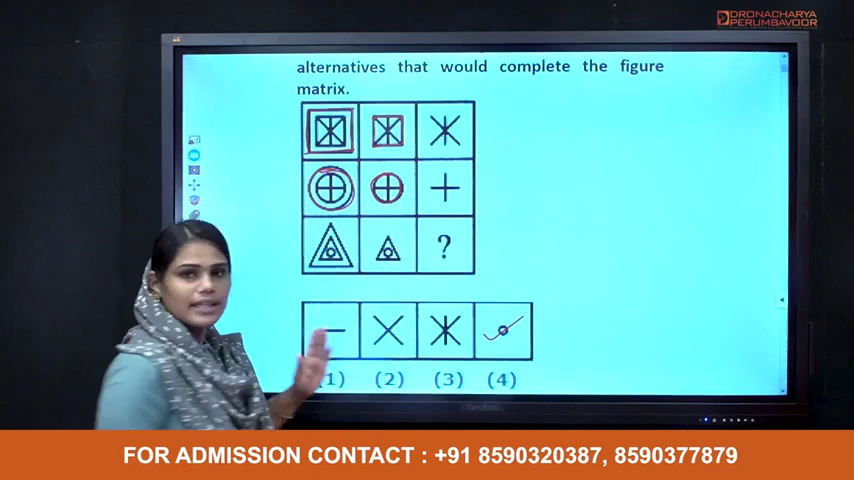 DRONACHARYA
PERUMBAVOOR
alternatives that would complete the figure
matrix.
?
(1) (2) (3) (4)
FOR ADMISSION CONTACT : +91 8590320387, 8590377879